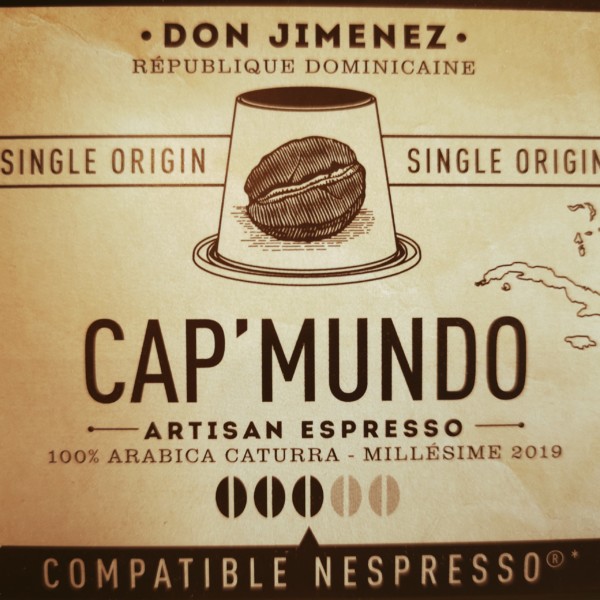 • DON JIMENEZ •
RÉPUBLIQUE DOMINICAINE
SINGLE ORIGIN SINGLE ORIGIN
CAP'MUNDO
ARTISAN ESPRESSO
100% ARABICA CATURRA - MILLÉSIME 2019
COMPATIBLE NESPRESSO®*